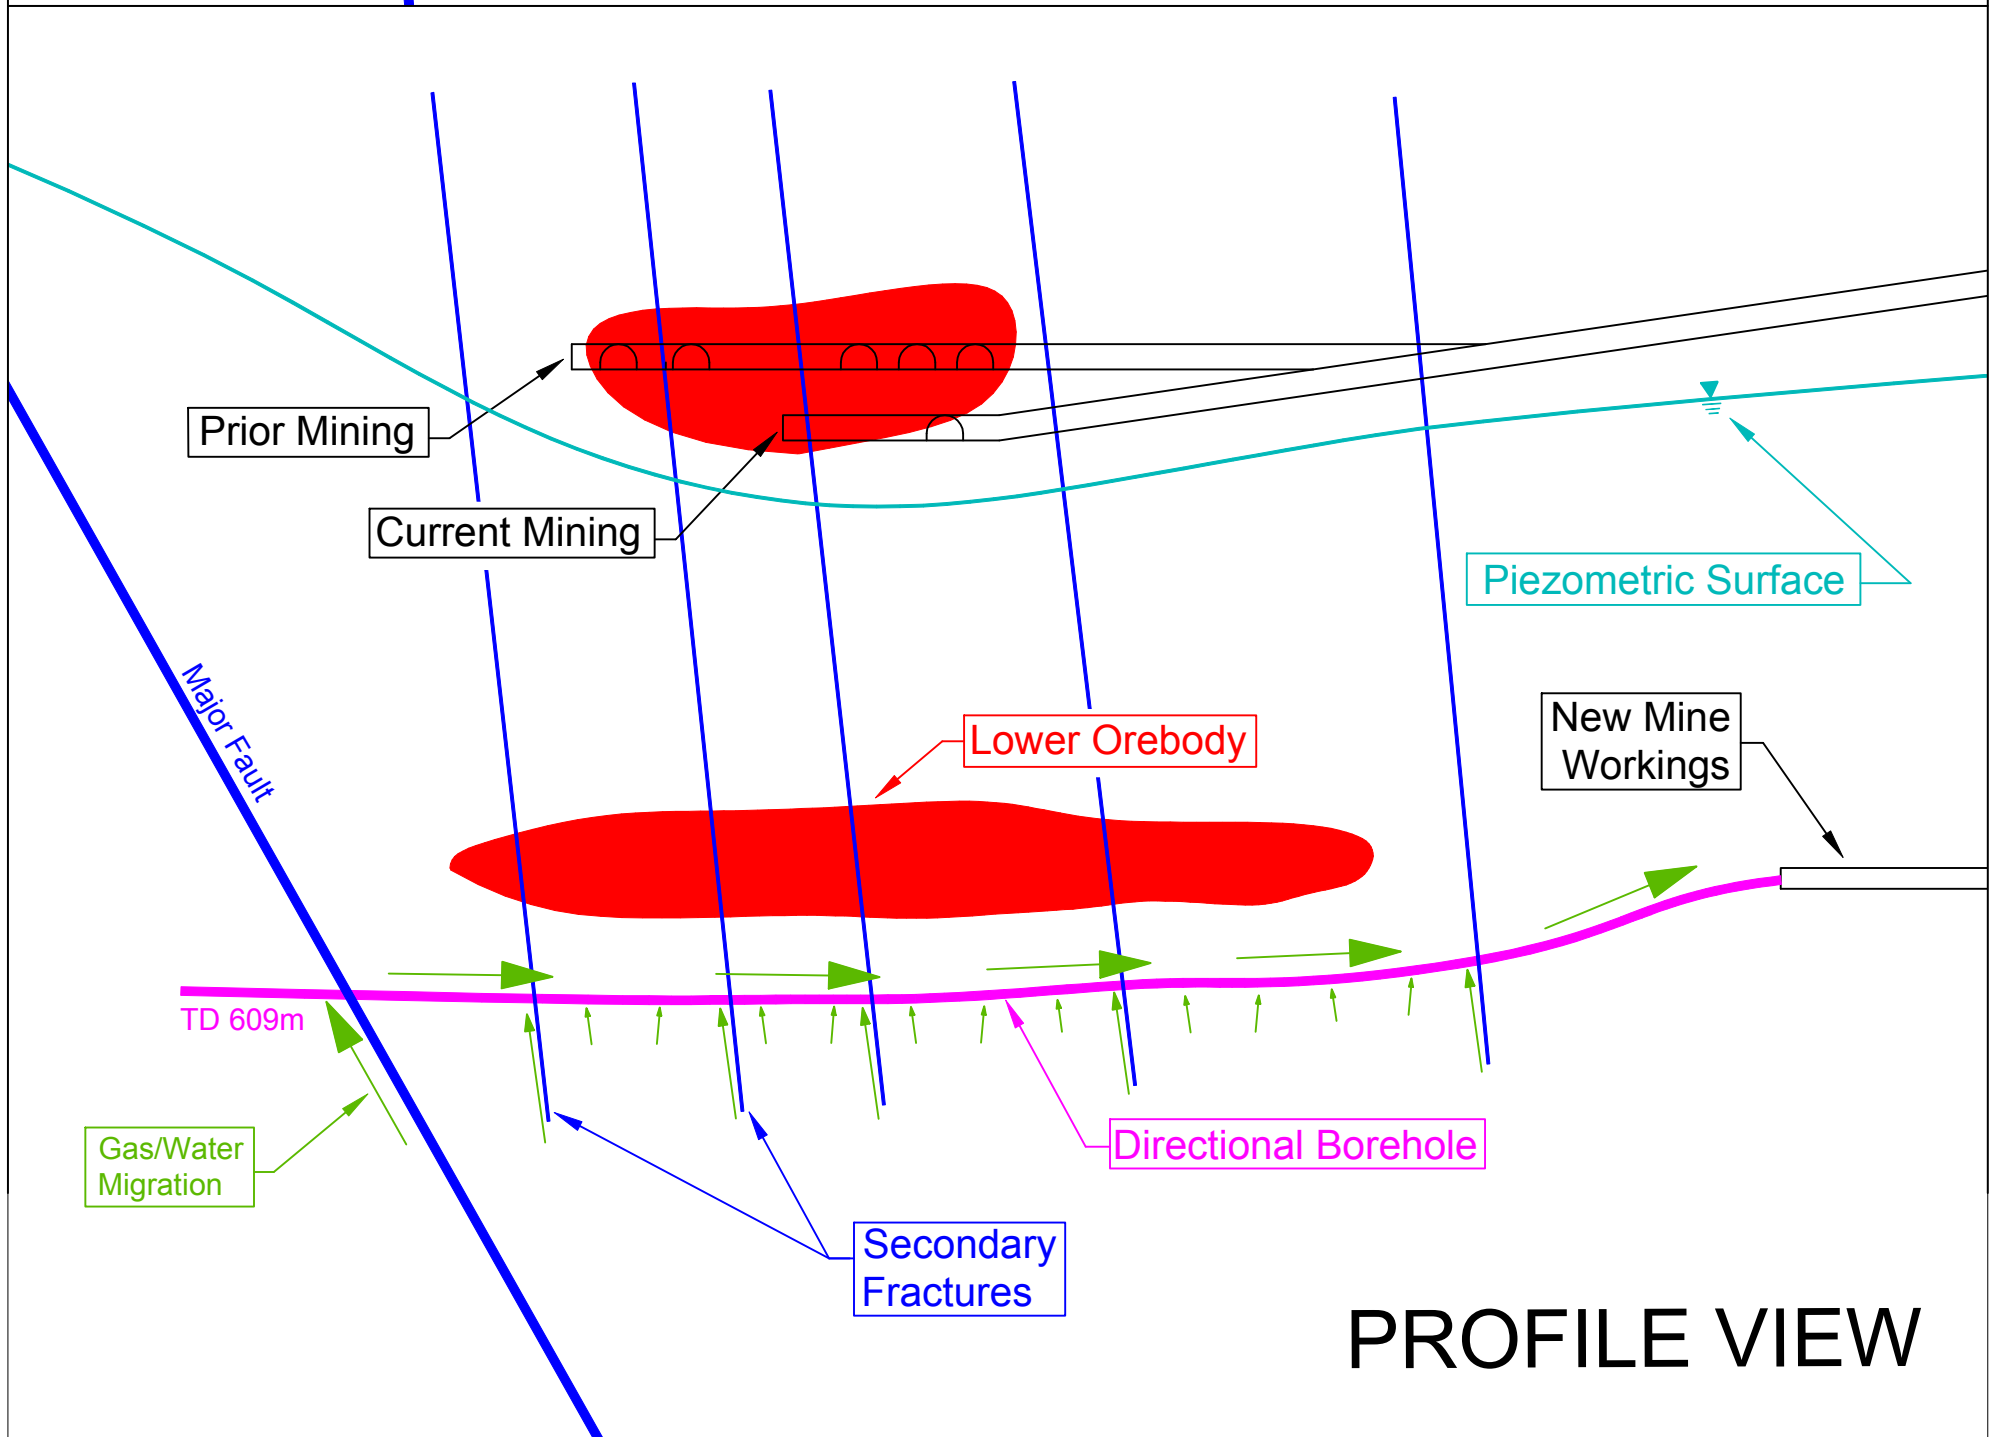 Prior Mining
Current Mining
Piezometric Surface
Major Fault
Lower Orebody
New Mine
Workings
TD 609m
Gas/Water
Migration
Directional Borehole
Secondary
Fractures
PROFILE VIEW